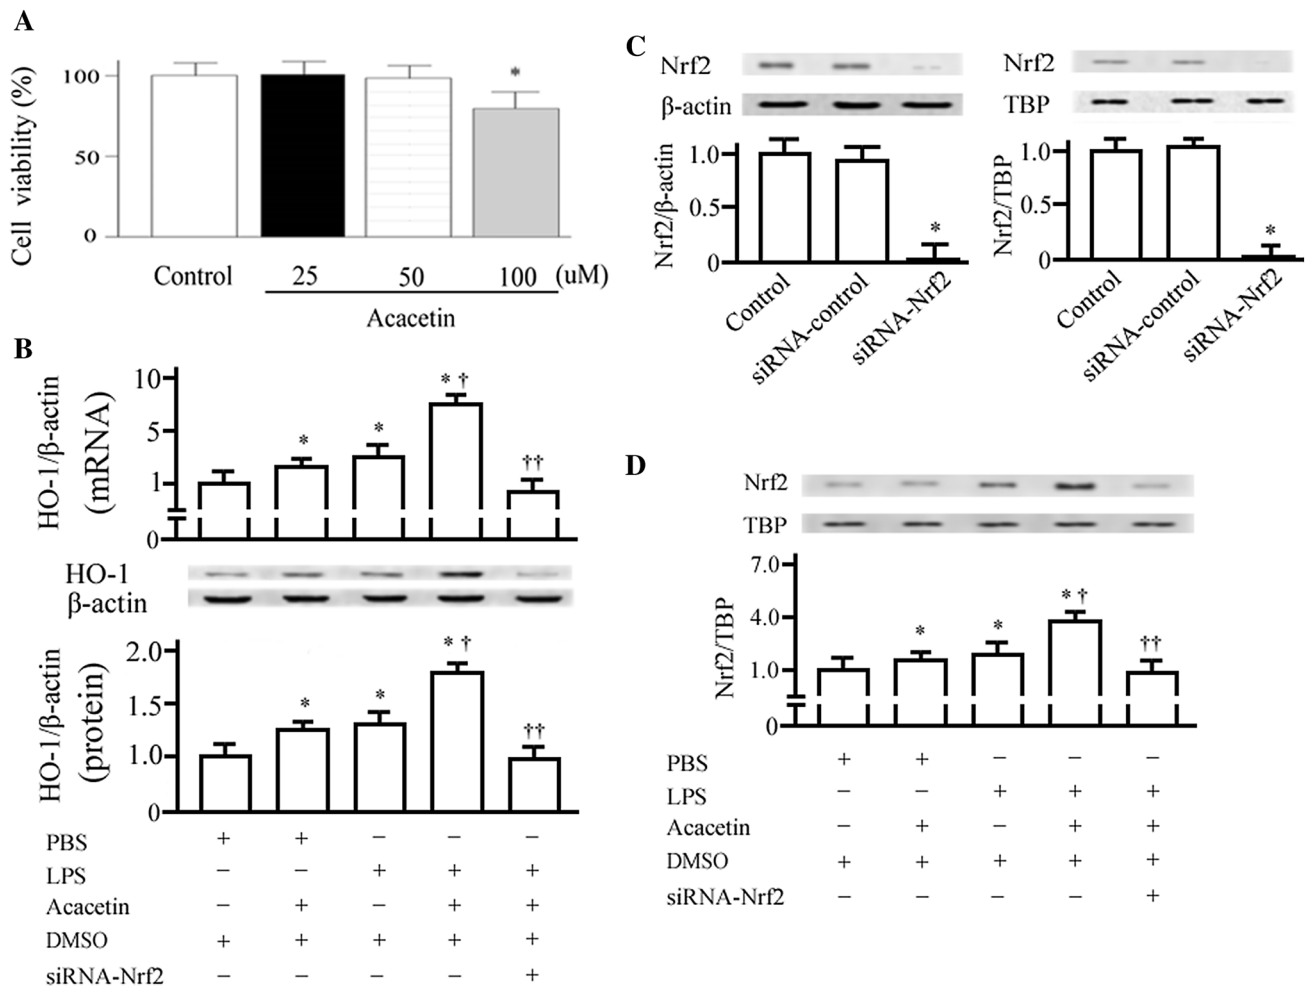 A
Cell viability (%)
100
50
0
*
Control 25 50 100 (uM)
Acacetin
B
HO-1/β-actin
(mRNA)
10
5
1
0
* * * † ††
HO-1
β-actin
HO-1/β-actin
(protein)
2.0
1.5
1.0
0
* * * † ††
PBS + + − − −
LPS − − + + +
Acacetin − + − + +
DMSO + + + + +
siRNA-Nrf2 − − − − +
C
Nrf2
β-actin
Nrf2/β-actin
1.0
0.5
0
*
Control
siRNA-control
siRNA-Nrf2
Nrf2
TBP
Nrf2/TBP
1.0
0.5
0
*
Control
siRNA-control
siRNA-Nrf2
D
Nrf2
TBP
Nrf2/TBP
7.0
4.0
1.0
0
* * * † ††
PBS + + − − −
LPS − − + + +
Acacetin − + − + +
DMSO + + + + +
siRNA-Nrf2 − − − − +